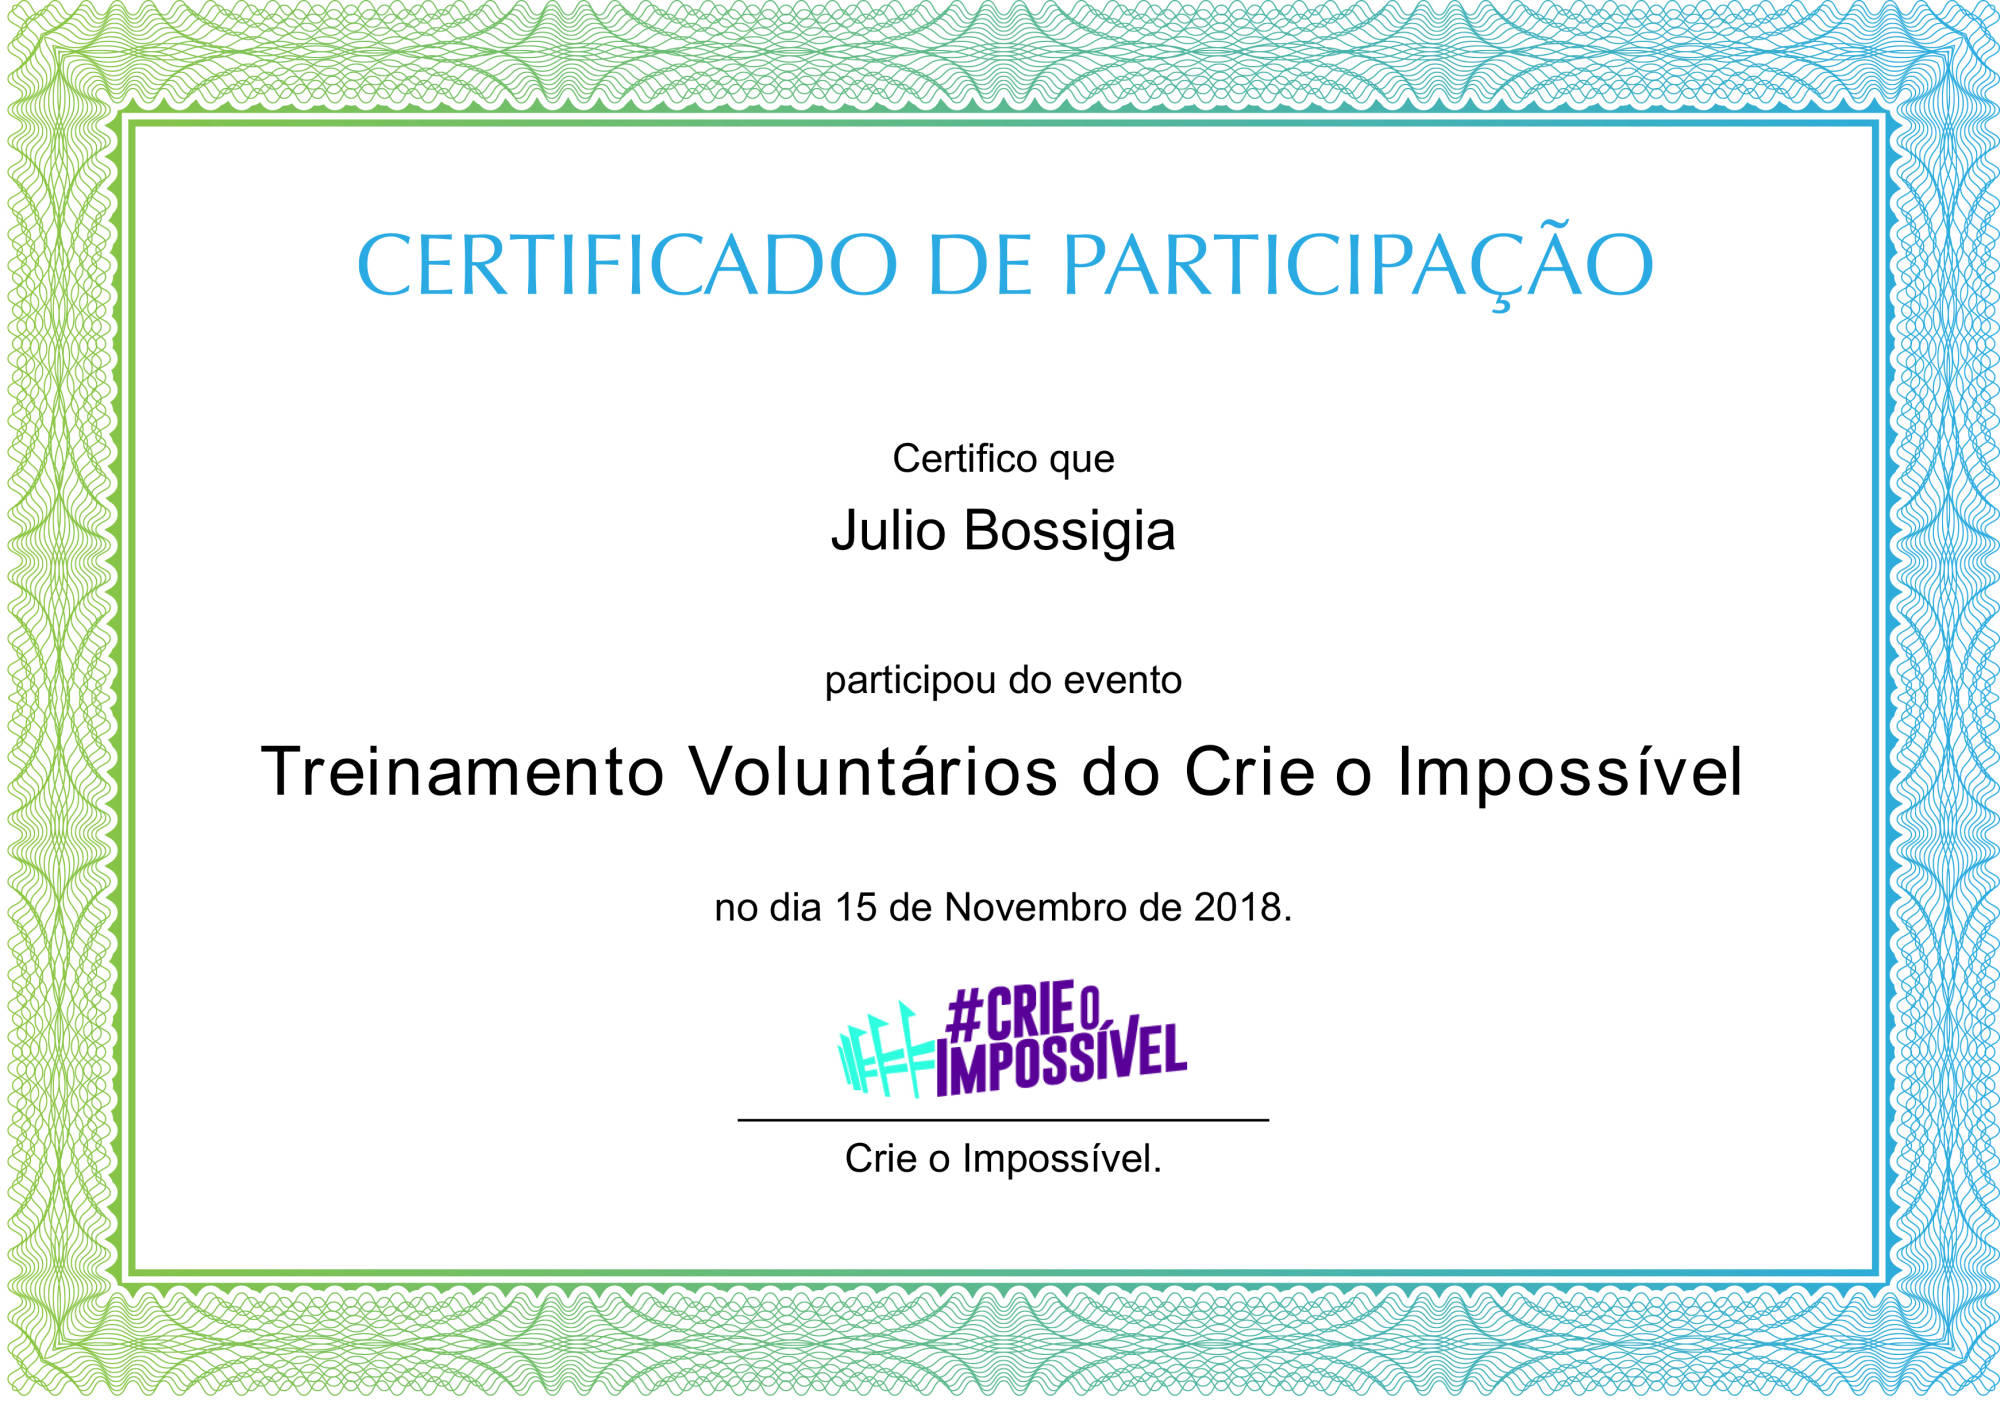 CERTIFICADO DE PARTICIPAÇÃO
Certifico que
Julio Bossigia
participou do evento
Treinamento Voluntários do Crie o Impossível
no dia 15 de Novembro de 2018.
#CRIE O
IMPOSSÍVEL
Crie o Impossível.